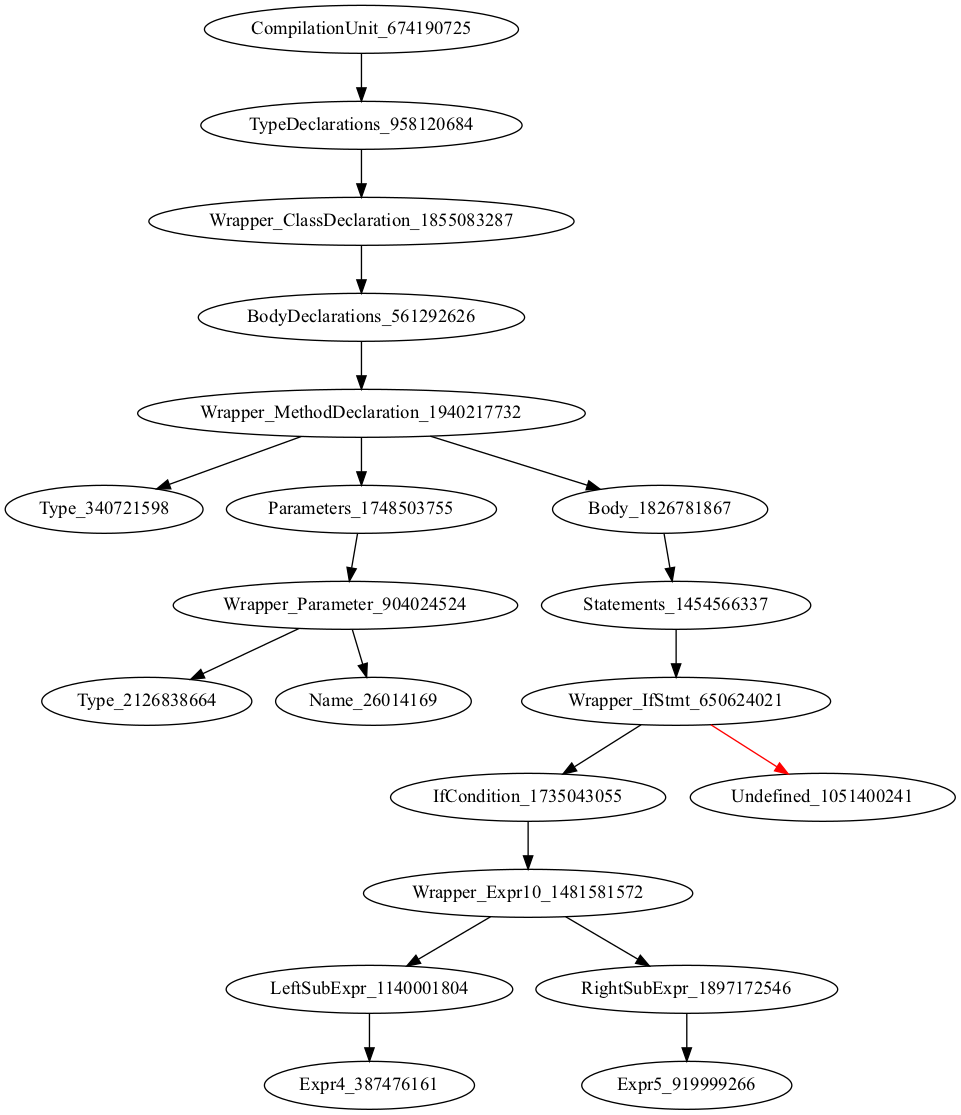 CompilationUnit_674190725
TypeDeclarations_958120684
Wrapper_ClassDeclaration_1855083287
BodyDeclarations_561292626
Wrapper_MethodDeclaration_1940217732
Type_340721598
Parameters_1748503755
Body_1826781867
Wrapper_Parameter_904024524
Statements_1454566337
Type_2126838664
Name_26014169
Wrapper_IfStmt_650624021
IfCondition_1735043055
Undefined_1051400241
Wrapper_Expr10_1481581572
LeftSubExpr_1140001804
RightSubExpr_1897172546
Expr4_387476161
Expr5_919999266